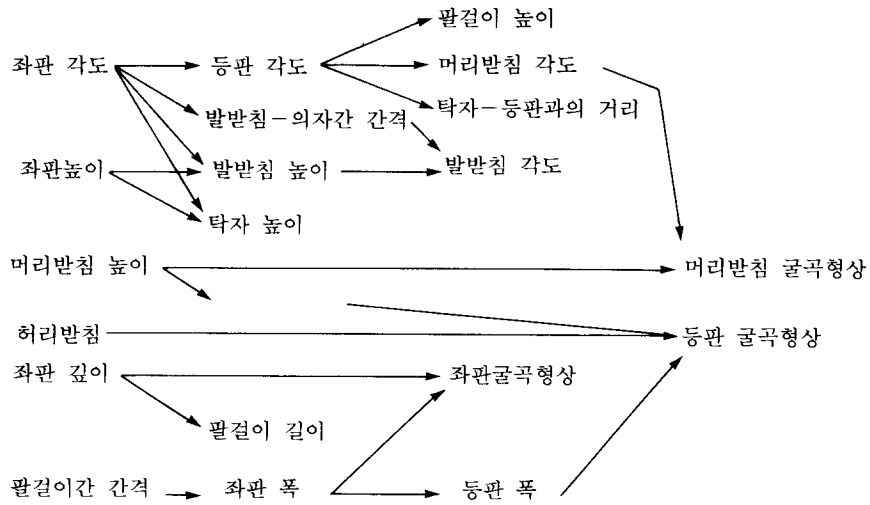 팔걸이 높이
좌판 각도 등판 각도 머리받침 각도
발받침-의자간 간격 탁자-등판과의 거리
좌판높이 발받침 높이 발받침 각도
탁자 높이
머리받침 높이 머리받침 굴곡형상
허리받침 등판 굴곡형상
좌판 깊이 좌판굴곡형상
팔걸이 길이
팔걸이간 간격 좌판 폭 등판 폭